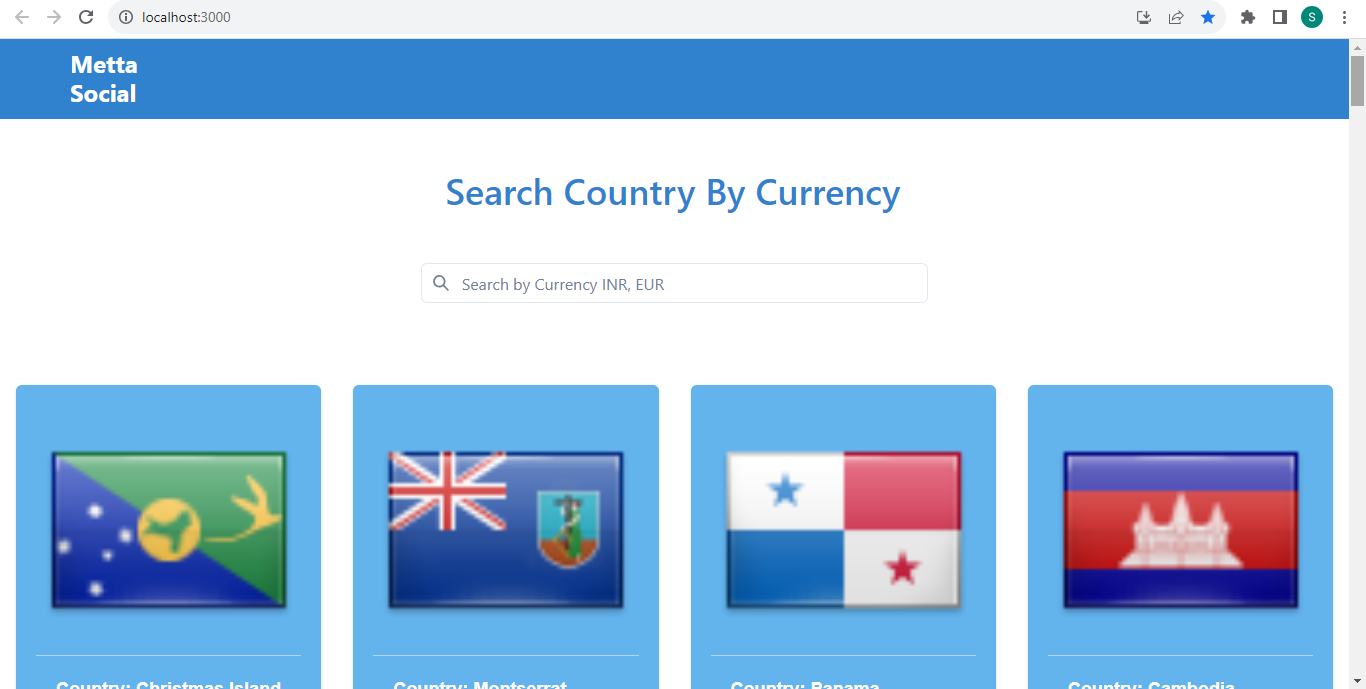 localhost:3000
S
Metta
Social
Search Country By Currency
Search by Currency INR, EUR
Country: Christmas Island
Country: Montserrat
Country: Panama
Country: Cambodia